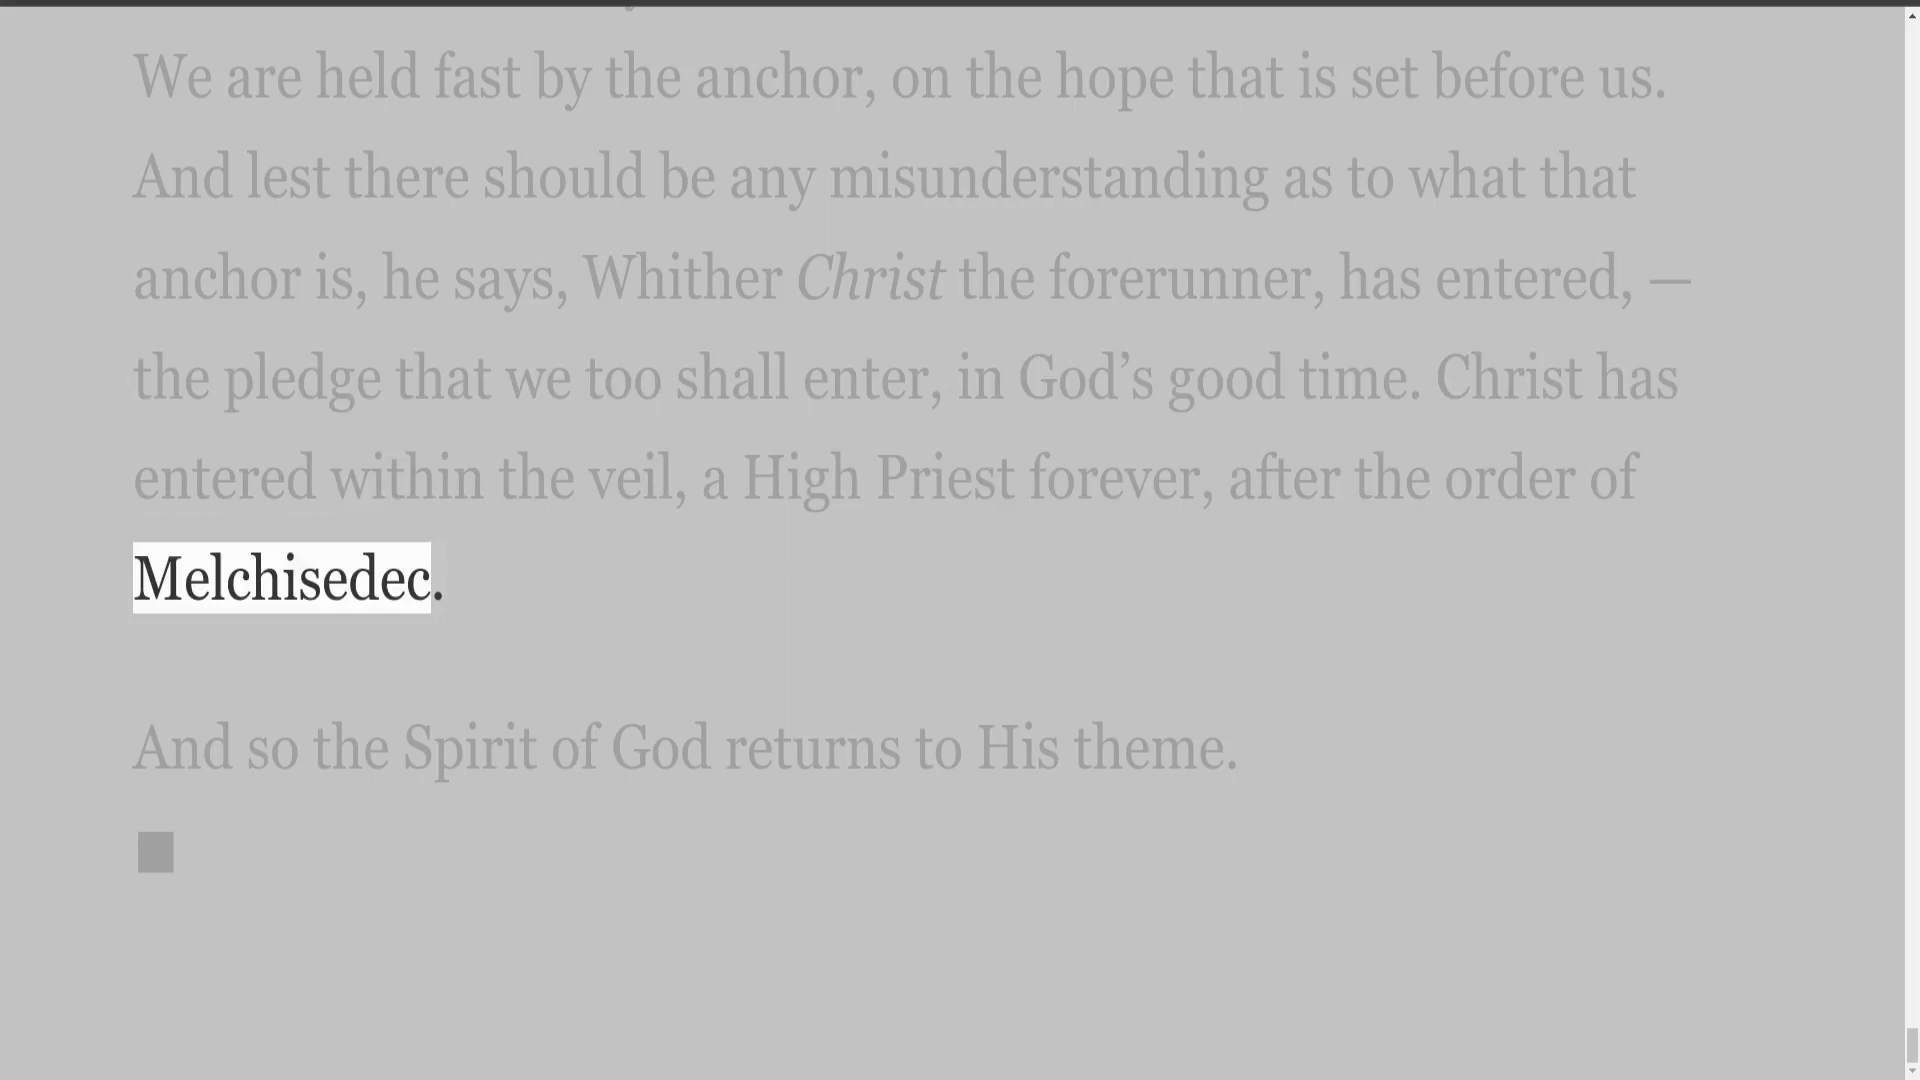 We are held fast by the anchor, on the hope that is set before us.
And lest there should be any misunderstanding as to what that
anchor is, he says, Whither Christ the forerunner, has entered, —
the pledge that we too shall enter, in God’s good time. Christ has
entered within the veil, a High Priest forever, after the order of
Melchisedec.
And so the Spirit of God returns to His theme.